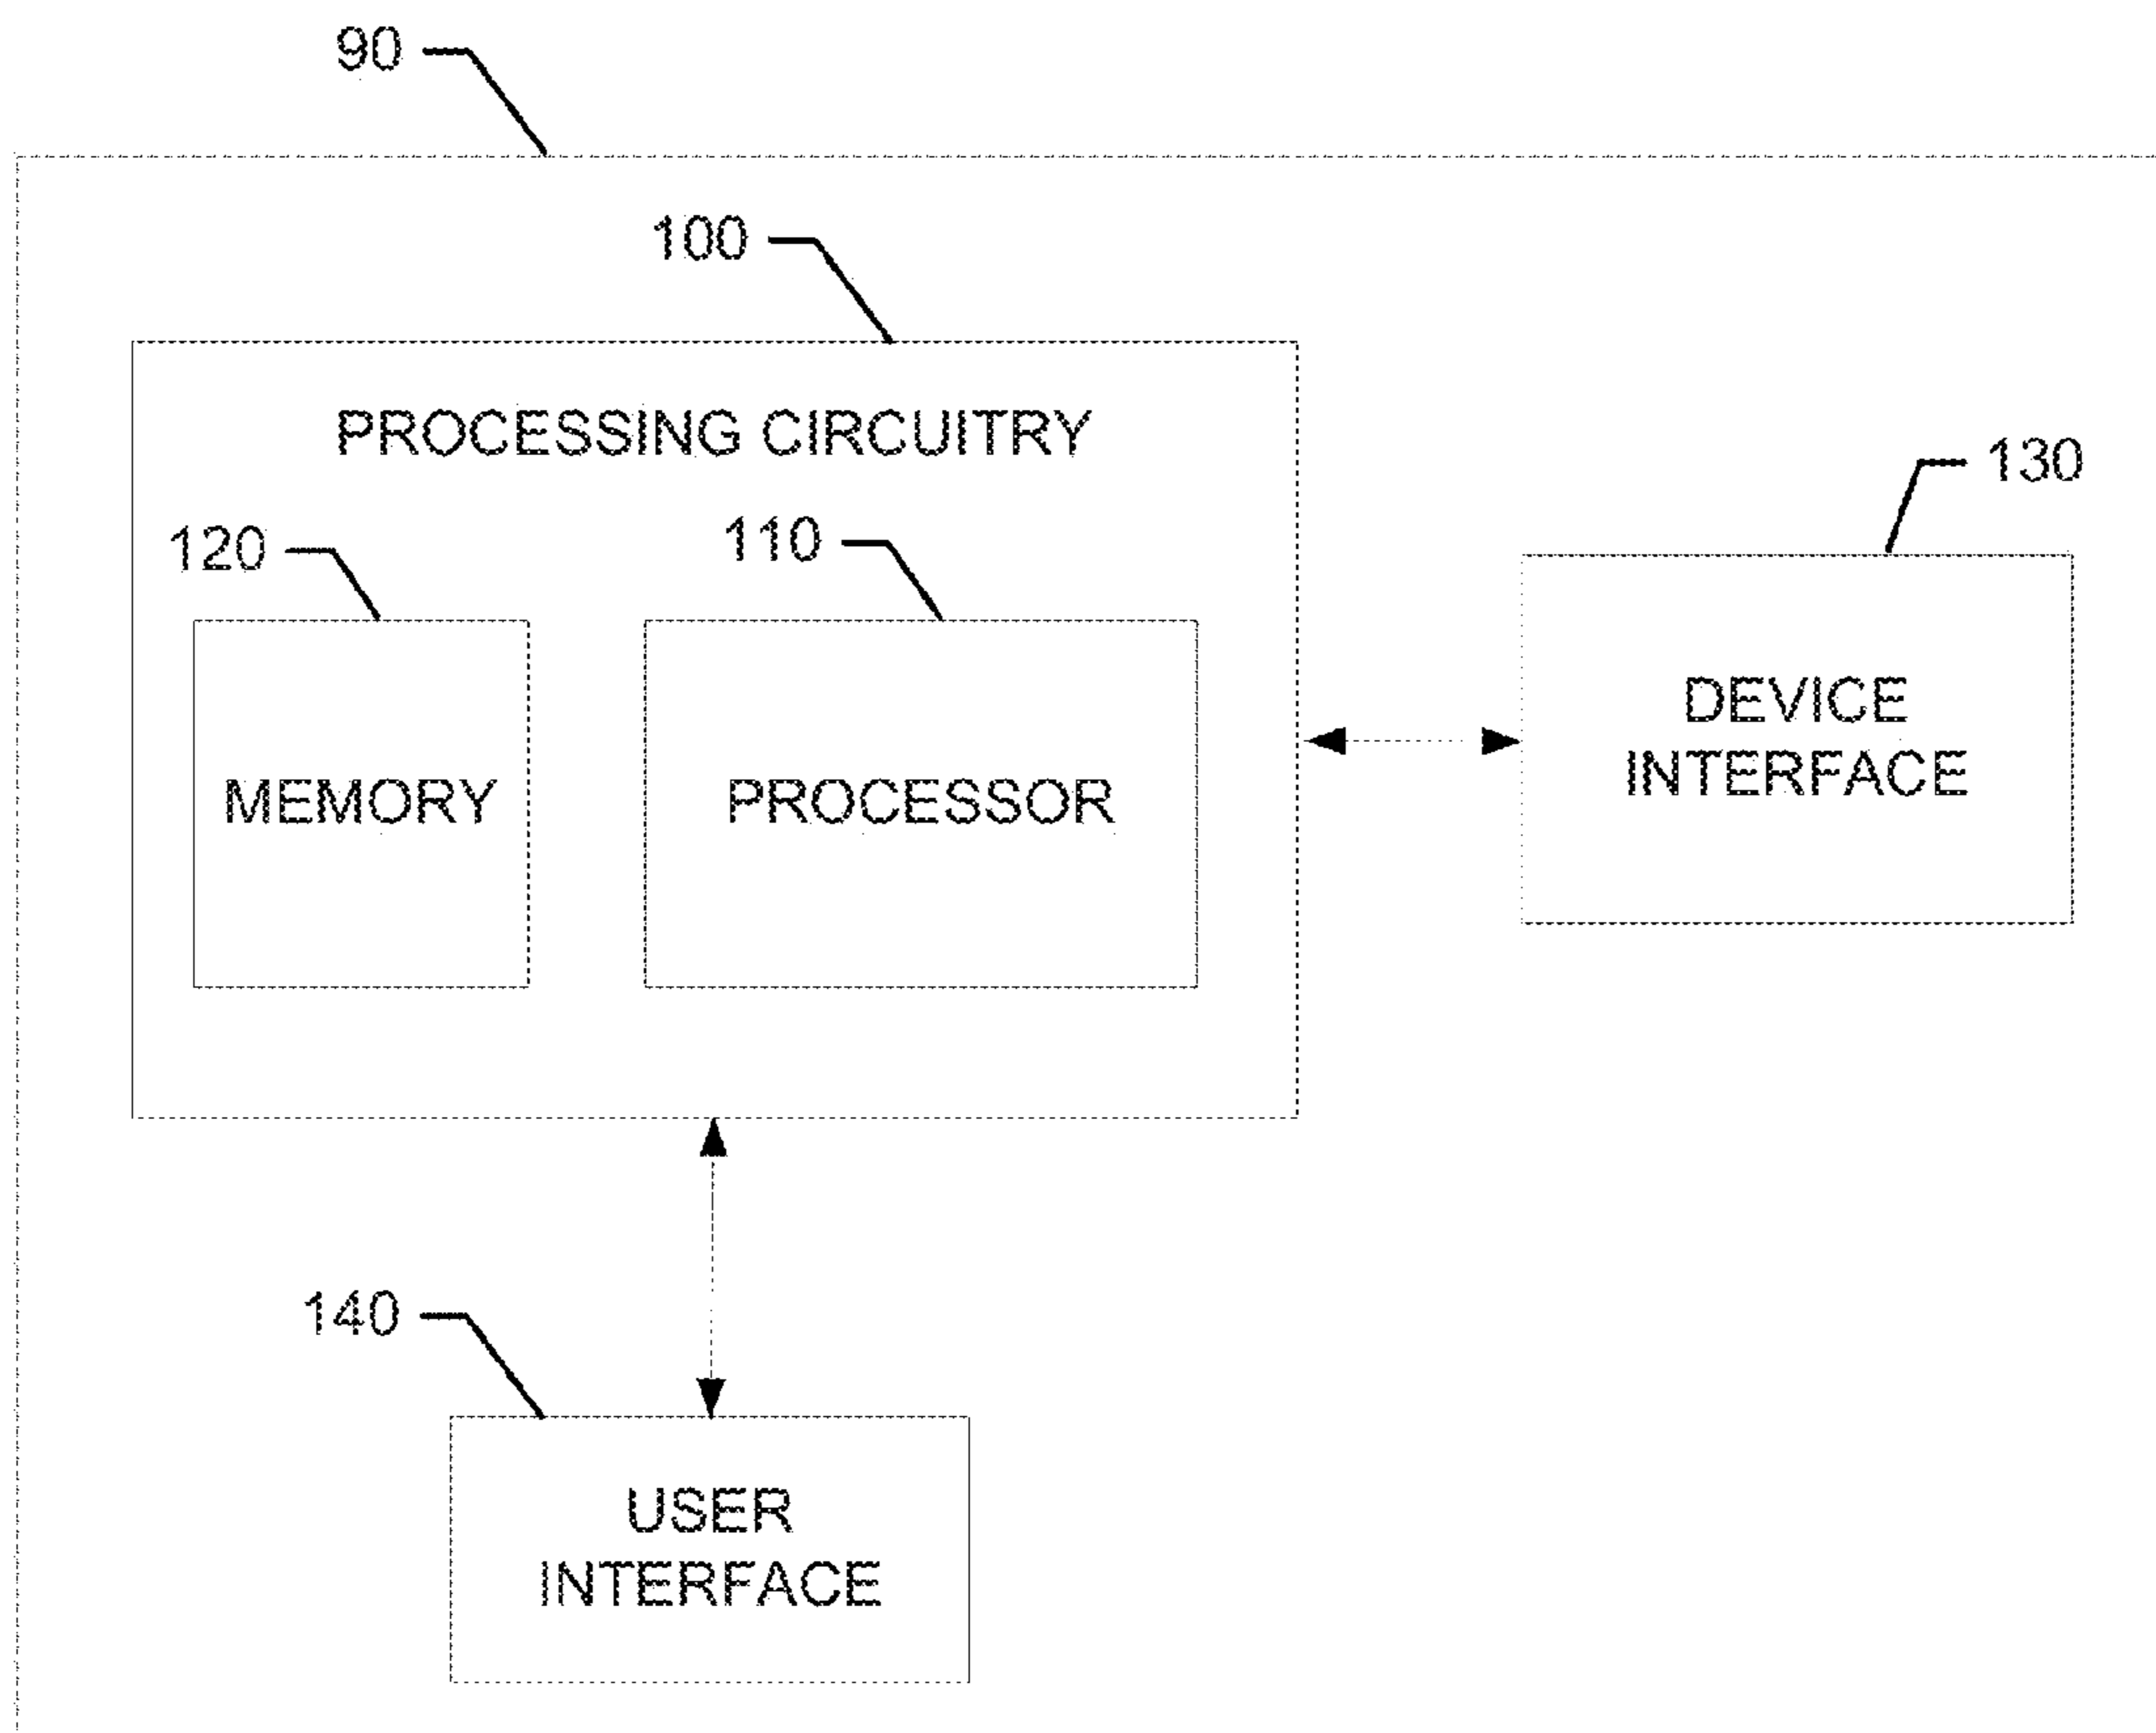 90
100
PROCESSING CIRCUITRY
130
120
110
DEVICE
INTERFACE
MEMORY
PROCESSOR
140
USER
INTERFACE